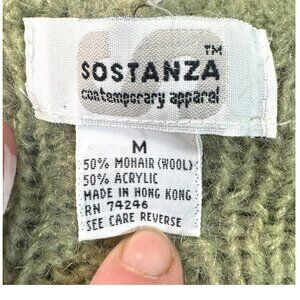 TM
SOSTANZA
contemporary apparel
M
50% MOHAIR (WOOL)
50% ACRYLIC
MADE IN HONG KONG
RN 74246
SEE CARE REVERSE